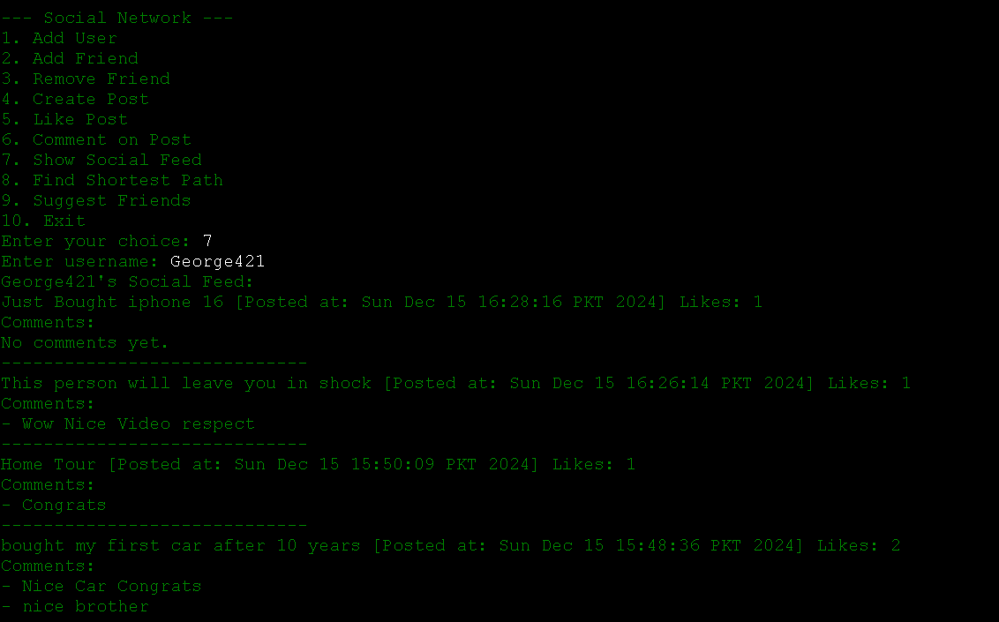 --- Social Network ---
1. Add User
2. Add Friend
3. Remove Friend
4. Create Post
5. Like Post
6. Comment on Post
7. Show Social Feed
8. Find Shortest Path
9. Suggest Friends
10. Exit
Enter your choice: 7
Enter username: George421
George421's Social Feed:
Just Bought iphone 16 [Posted at: Sun Dec 15 16:28:16 PKT 2024] Likes: 1
Comments:
No comments yet.
-----------------------------
This person will leave you in shock [Posted at: Sun Dec 15 16:26:14 PKT 2024] Likes: 1
Comments:
- Wow Nice Video respect
-----------------------------
Home Tour [Posted at: Sun Dec 15 15:50:09 PKT 2024] Likes: 1
Comments:
- Congrats
-----------------------------
bought my first car after 10 years [Posted at: Sun Dec 15 15:48:36 PKT 2024] Likes: 2
Comments:
- Nice Car Congrats
- nice brother